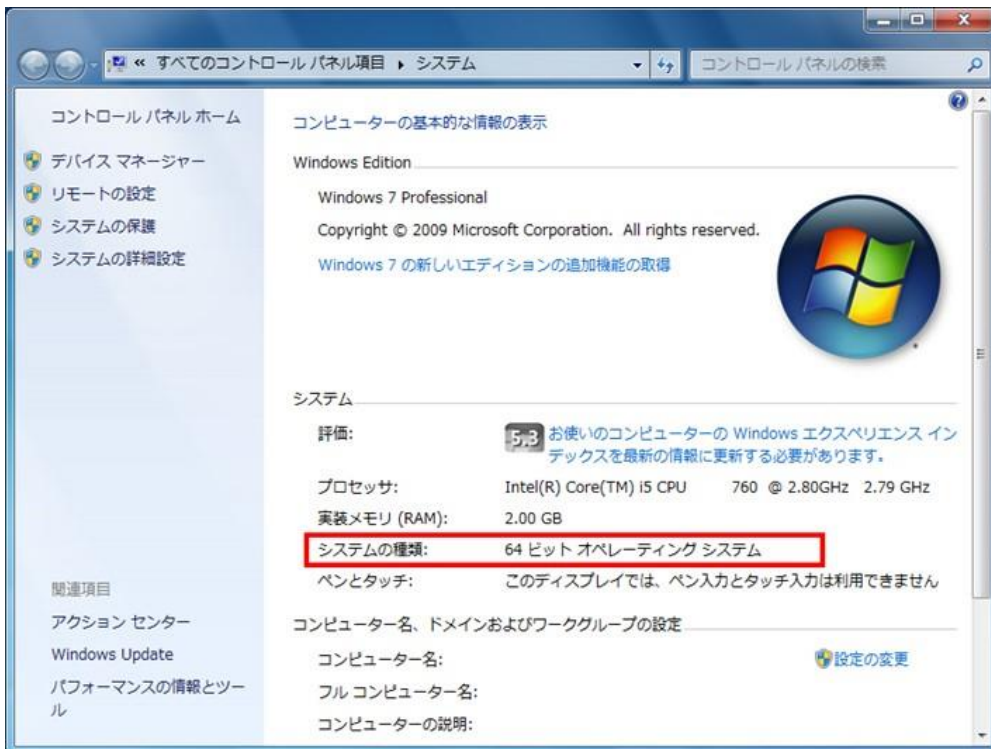 « すべてのコントロール パネル項目 ▸ システム
コントロール パネルの検索
コントロール パネル ホーム
デバイス マネージャー
リモートの設定
システムの保護
システムの詳細設定
関連項目
アクション センター
Windows Update
パフォーマンスの情報とツー
ル
コンピューターの基本的な情報の表示
Windows Edition
Windows 7 Professional
Copyright © 2009 Microsoft Corporation. All rights reserved.
Windows 7 の新しいエディションの追加機能の取得
システム
評価: 5.3 お使いのコンピューターの Windows エクスペリエンス イン
デックスを最新の情報に更新する必要があります。
プロセッサ: Intel(R) Core(TM) i5 CPU 760 @ 2.80GHz 2.79 GHz
実装メモリ (RAM): 2.00 GB
システムの種類: 64 ビット オペレーティング システム
ペンとタッチ: このディスプレイでは、ペン入力とタッチ入力は利用できません
コンピューター名、ドメインおよびワークグループの設定
コンピューター名: 設定の変更
フル コンピューター名:
コンピューターの説明: